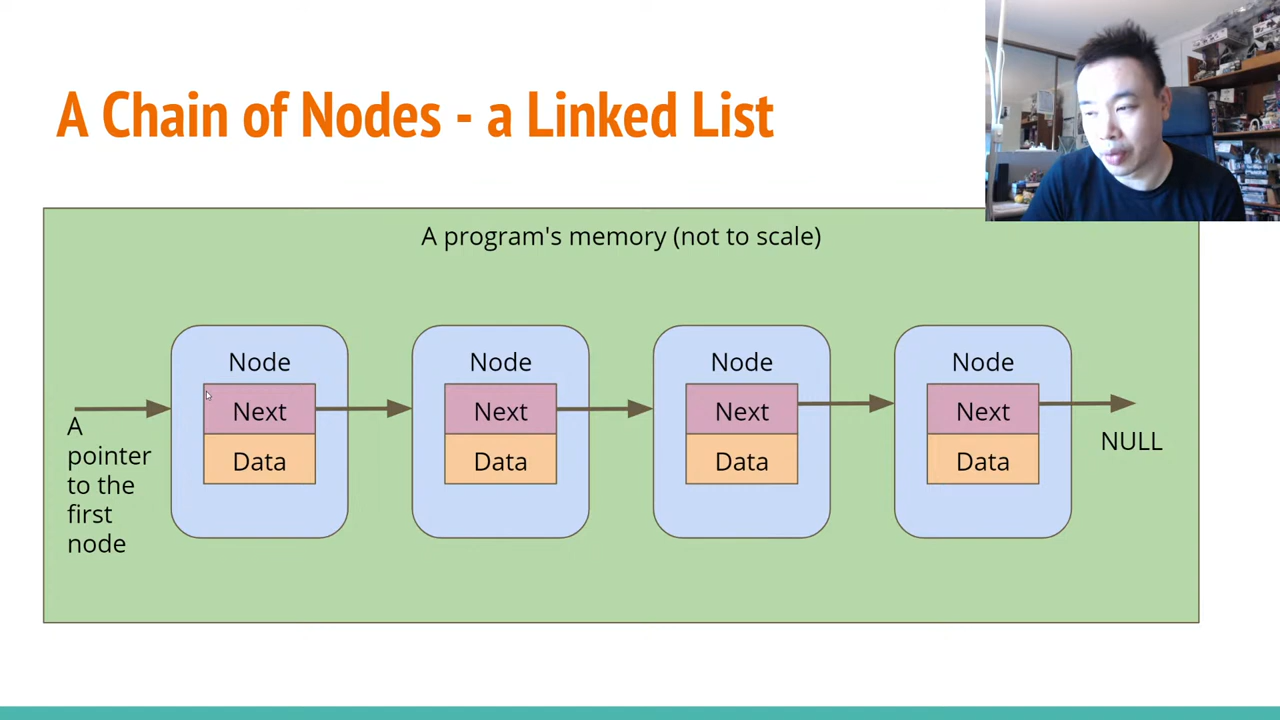 A Chain of Nodes - a Linked List
A program's memory (not to scale)
Node
Next
Data
Node
Next
Data
Node
Next
Data
Node
Next
Data
A
pointer
to the
first
node
NULL